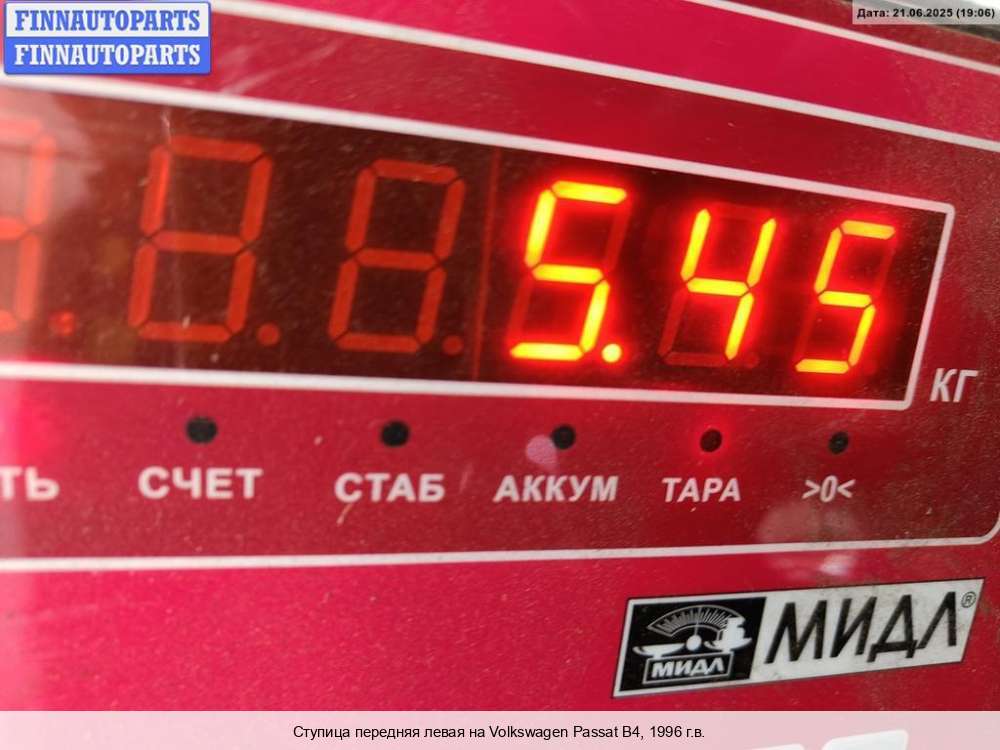 FINNAUTOPARTS
FINNAUTOPARTS
Дата: 21.06.2025 (19:06)
5.45
КГ
ТЬ СЧЕТ СТАБ АККУМ ТАРА >0<
МИДЛ МИДЛ®
Ступица передняя левая на Volkswagen Passat B4, 1996 г.в.